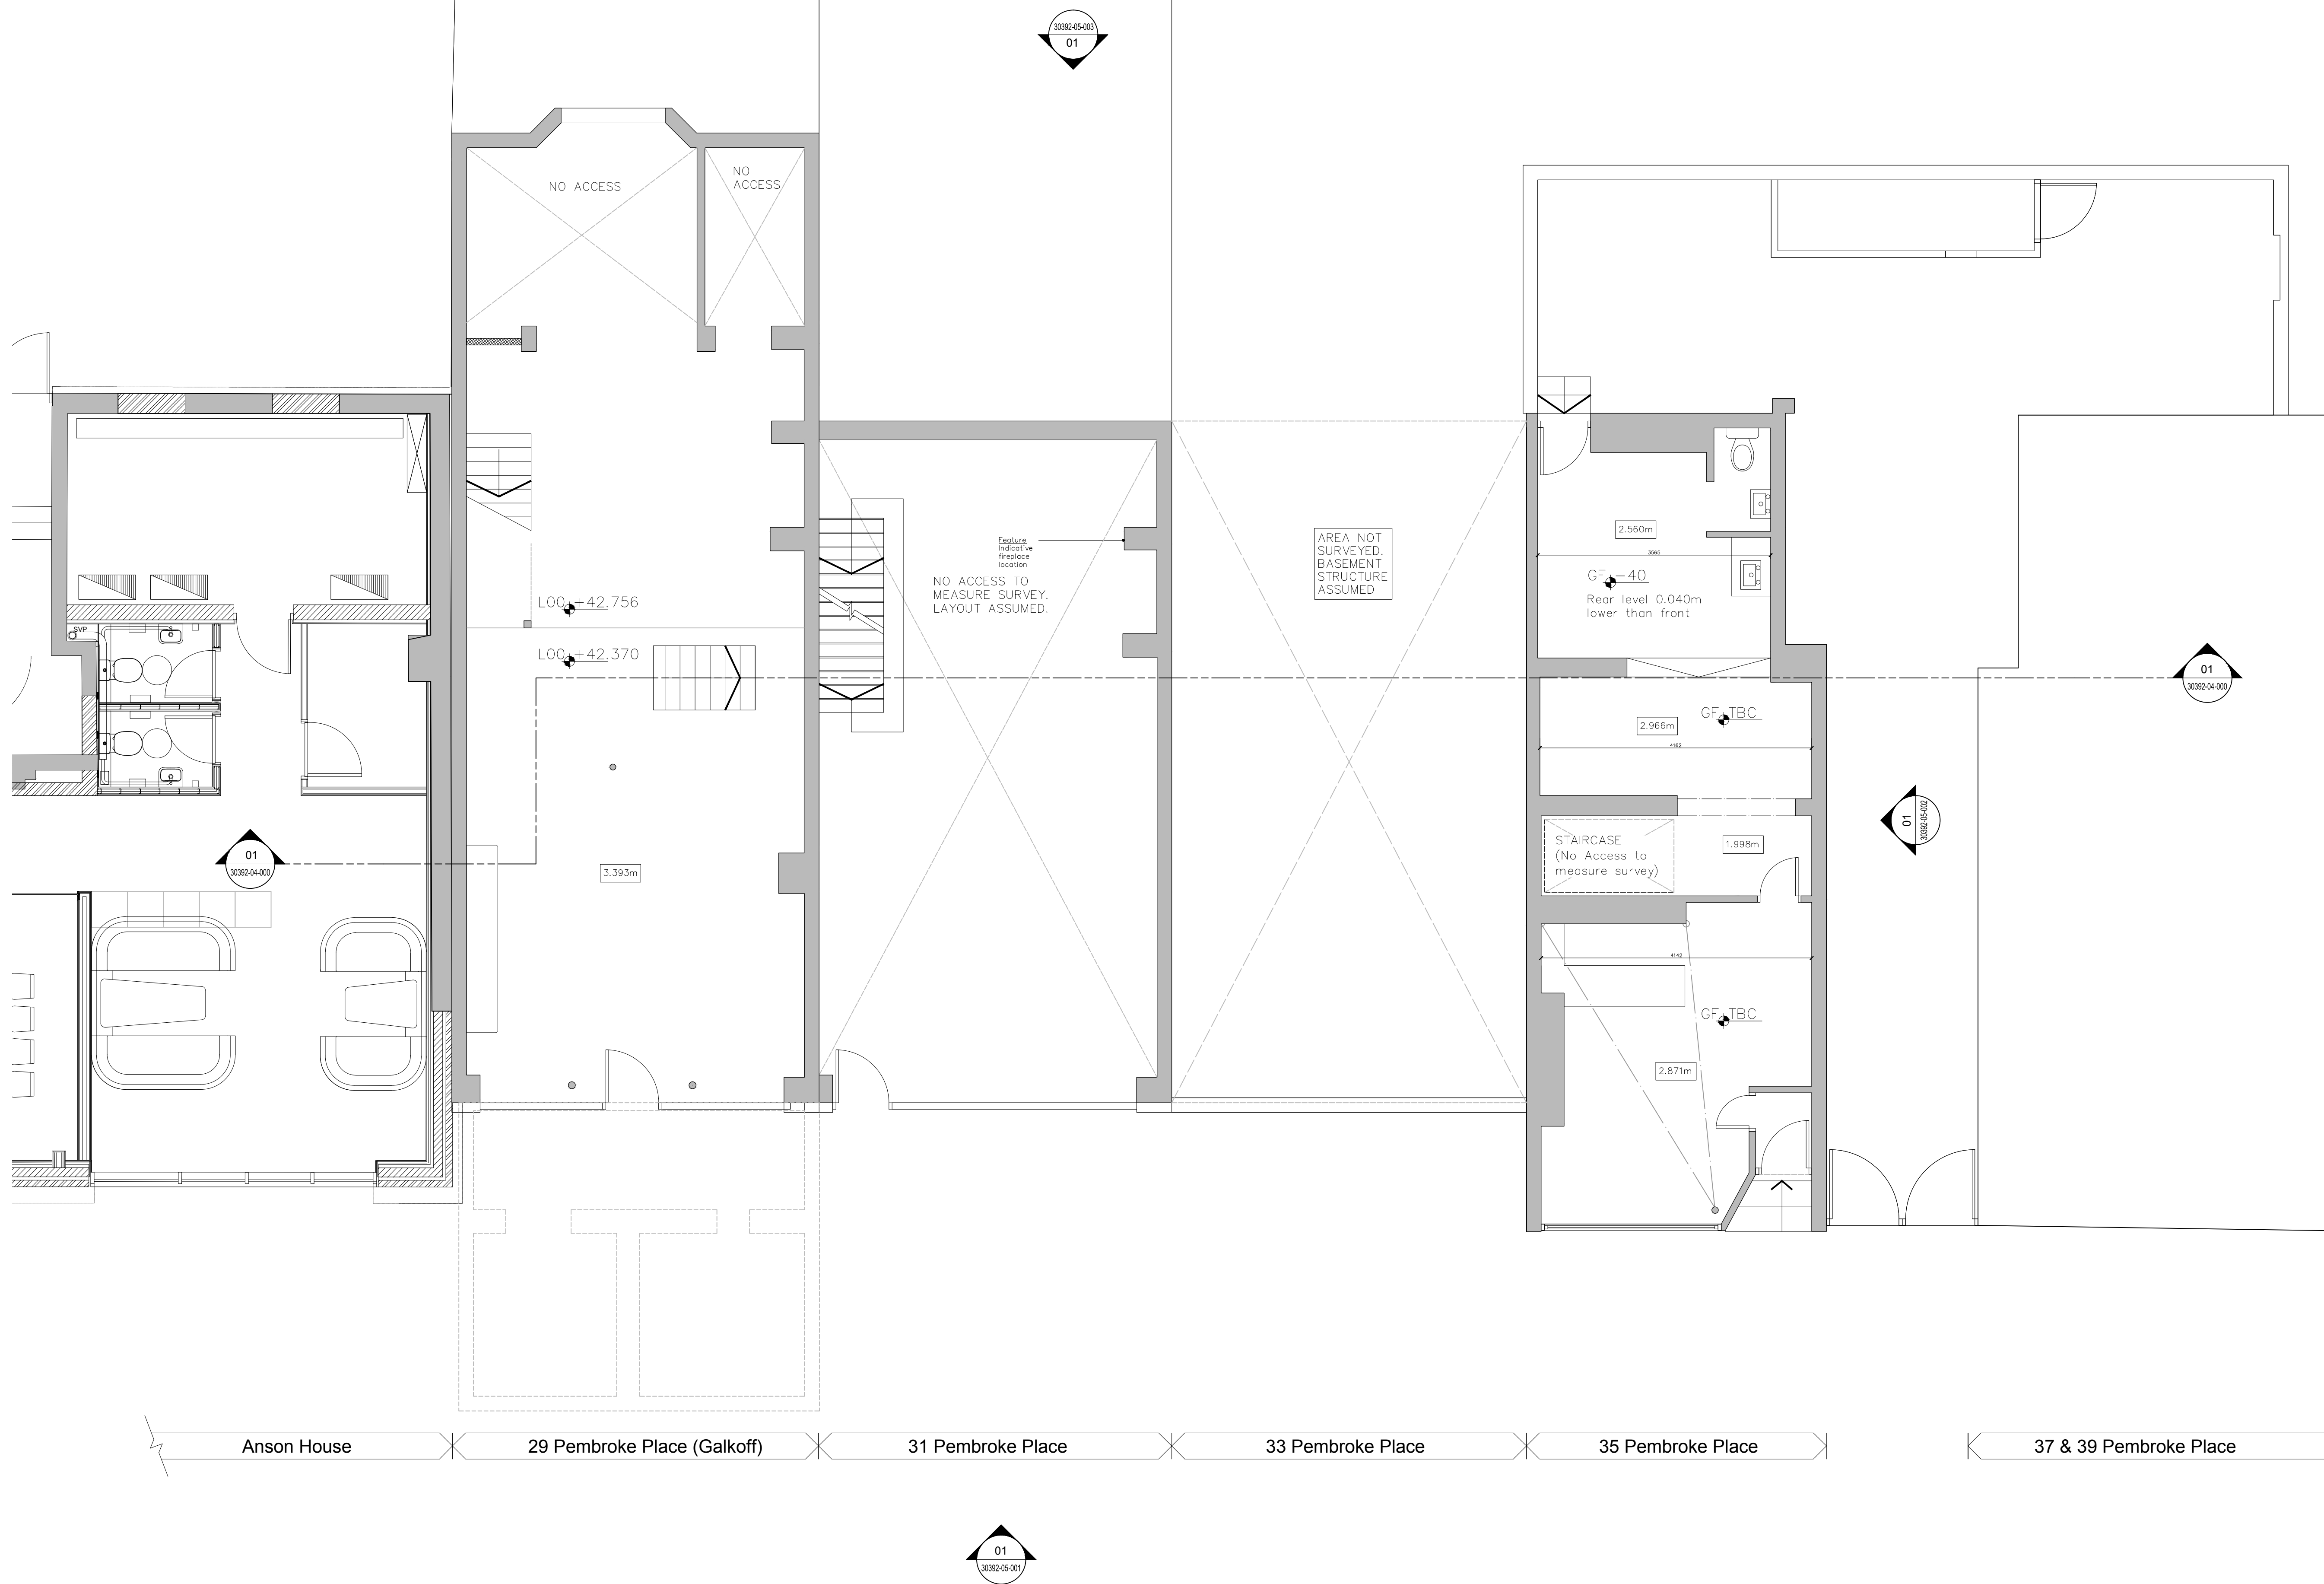 30392-05-003
01
NO ACCESS
NO
ACCESS
2.560m
3565
GF -40
Rear level 0.040m
lower than front
AREA NOT
SURVEYED.
BASEMENT
STRUCTURE
ASSUMED
Feature
Indicative
fireplace
location
NO ACCESS TO
MEASURE SURVEY.
LAYOUT ASSUMED.
L00 +42.756
L00 +42.370
SVP
01
30392-04-000
GF TBC
2.966m
4162
01
30392-05-002
STAIRCASE
(No Access to
measure survey)
1.998m
01
30392-04-000
3.393m
4142
GF TBC
2.871m
Anson House
29 Pembroke Place (Galkoff)
31 Pembroke Place
33 Pembroke Place
35 Pembroke Place
37 & 39 Pembroke Place
01
30392-05-001